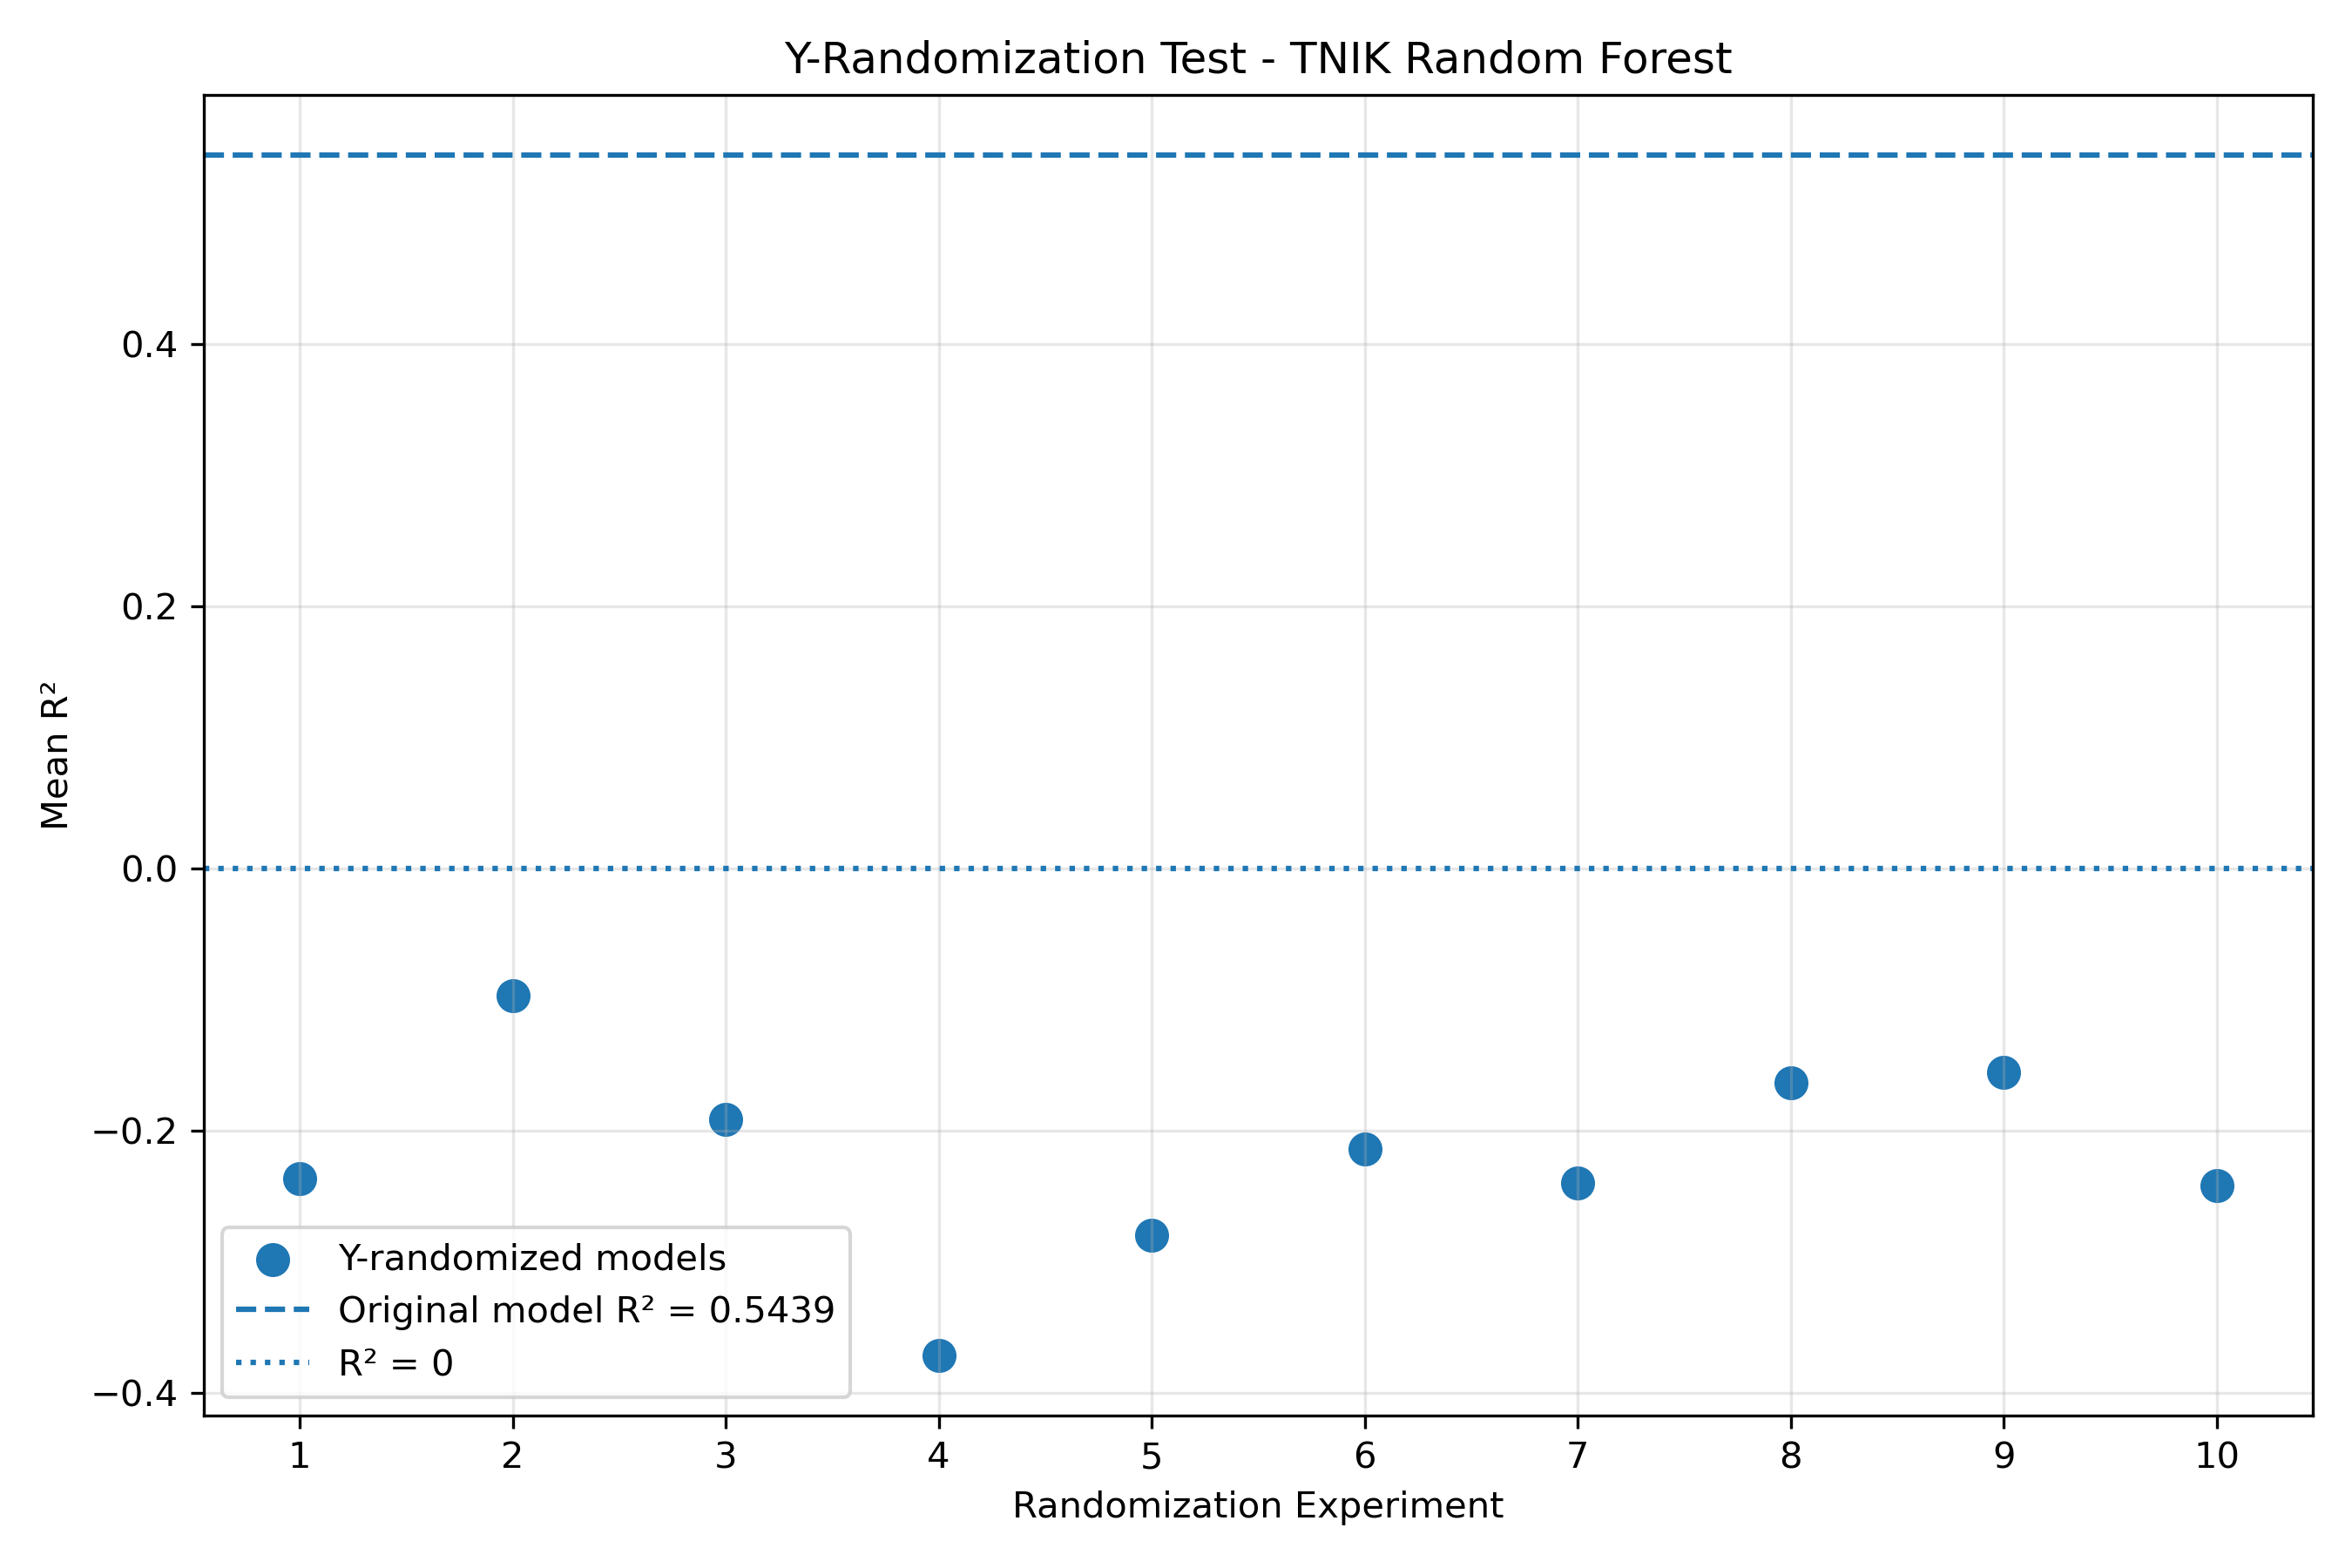 Y-Randomization Test - TNIK Random Forest
Mean R²
0.4
0.2
0.0
−0.2
−0.4
Y-randomized models
Original model R² = 0.5439
R² = 0
1 2 3 4 5 6 7 8 9 10
Randomization Experiment